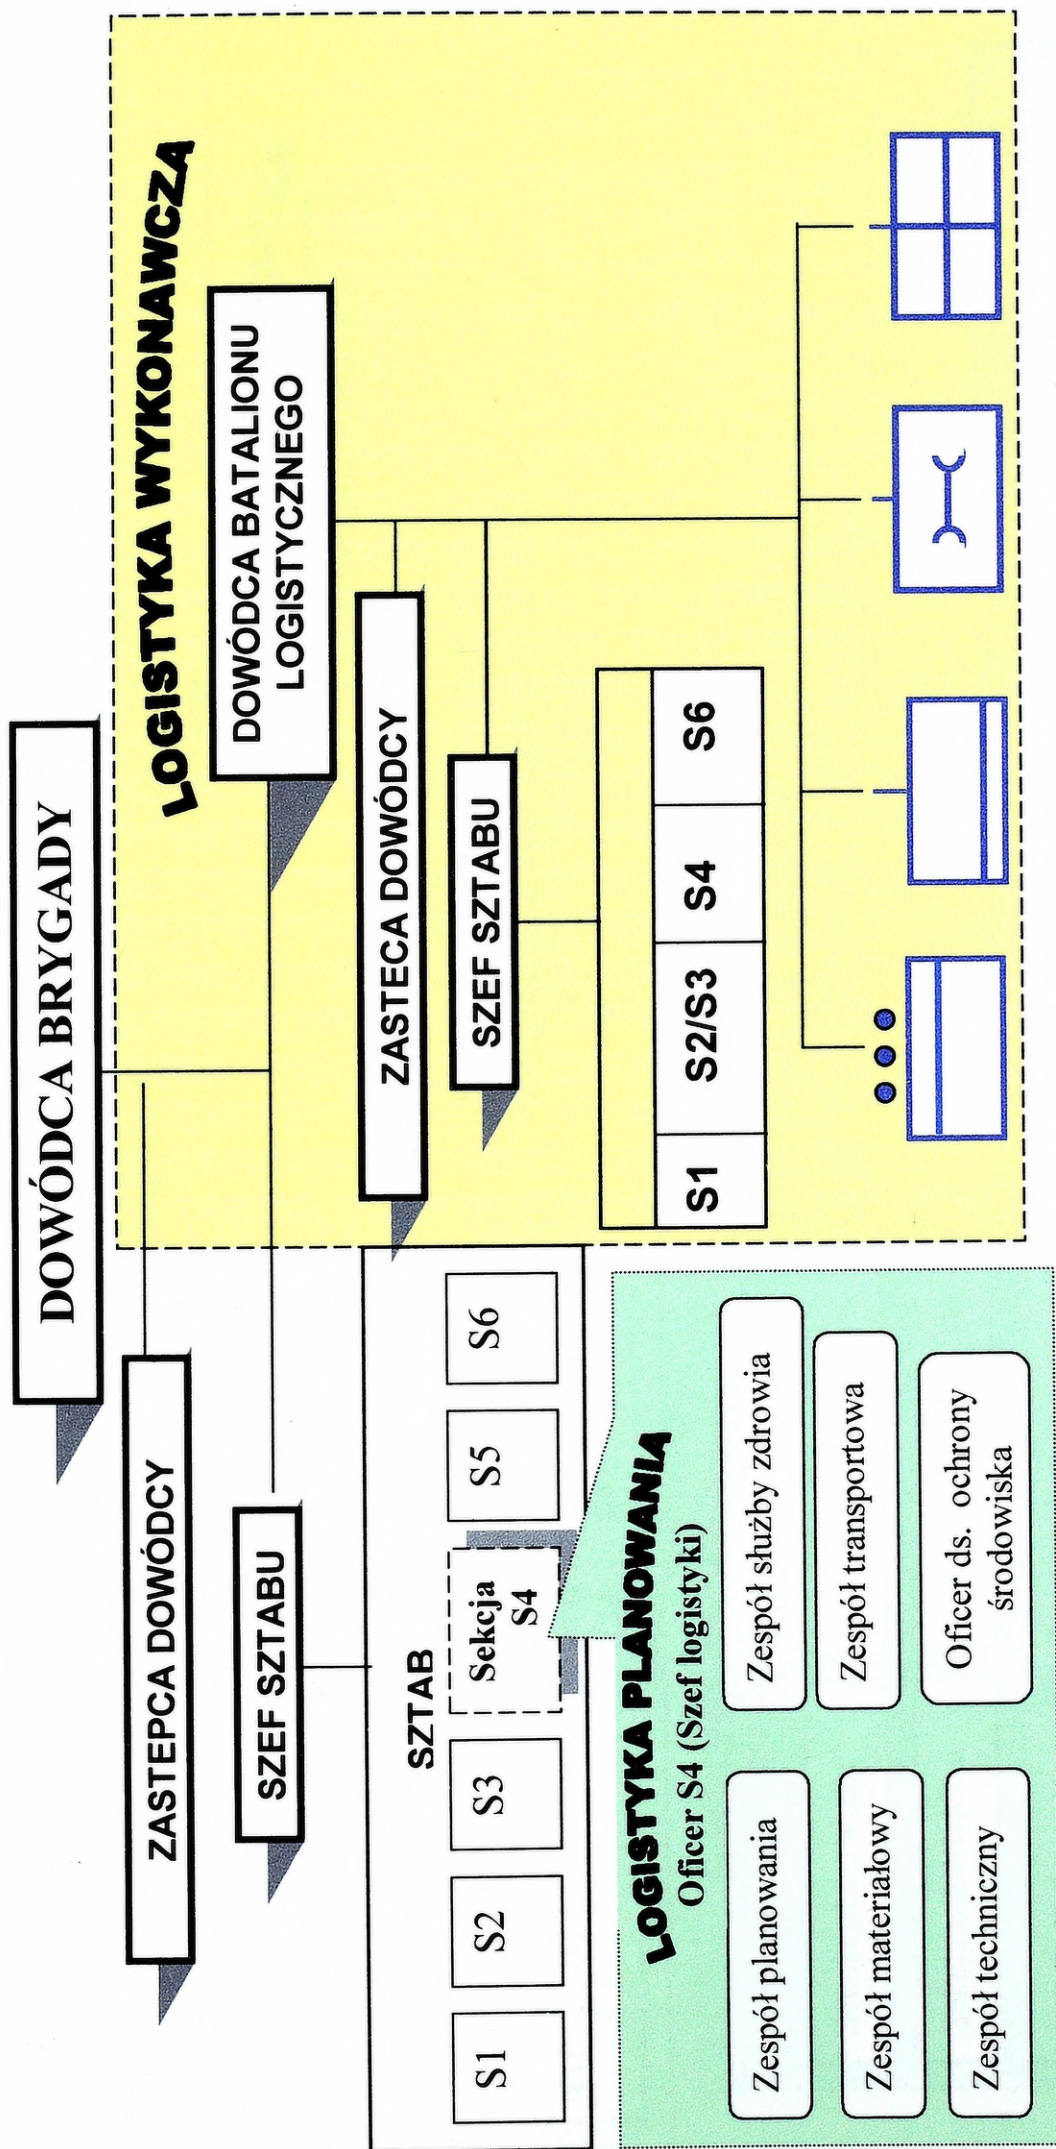 DOWÓDCA BRYGADY
ZASTEPCA DOWÓDCY
SZEF SZTABU
SZTAB
S1
S2
S3
Sekcja
S4
S5
S6
LOGISTYKA PLANOWANIA
Oficer S4 (Szef logistyki)
Zespół planowania
Zespół służby zdrowia
Zespół materiałowy
Zespół transportowa
Zespół techniczny
Oficer ds. ochrony
środowiska
LOGISTYKA WYKONAWCZA
DOWÓDCA BATALIONU
LOGISTYCZNEGO
ZASTECA DOWÓDCY
SZEF SZTABU
S1
S2/S3
S4
S6